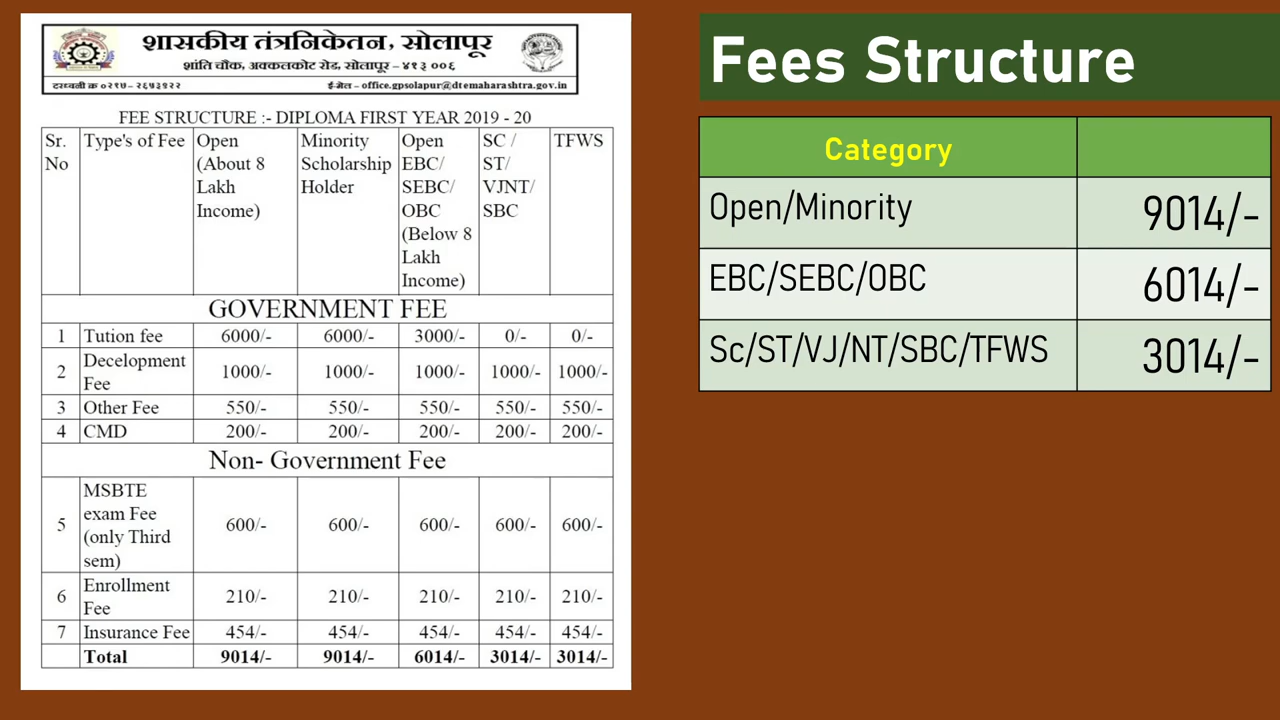 शासकीय तंत्रनिकेतन, सोलापूर
शांति चौक, अक्कलकोट रोड, सोलापूर – ४१३ ००६
दूरध्वनी क्र ०२१७- २६५१९२२ ई-मेल – office.gpsolapur@dtemaharashtra.gov.in
FEE STRUCTURE :- DIPLOMA FIRST YEAR 2019 - 20
Sr. No Type's of Fee Open (About 8 Lakh Income) Minority Scholarship Holder Open EBC/ SEBC/ OBC (Below 8 Lakh Income) SC / ST/ VJNT/ SBC TFWS
GOVERNMENT FEE
1 Tution fee 6000/- 6000/- 3000/- 0/- 0/-
2 Decelopment Fee 1000/- 1000/- 1000/- 1000/- 1000/-
3 Other Fee 550/- 550/- 550/- 550/- 550/-
4 CMD 200/- 200/- 200/- 200/- 200/-
Non- Government Fee
5 MSBTE exam Fee (only Third sem) 600/- 600/- 600/- 600/- 600/-
6 Enrollment Fee 210/- 210/- 210/- 210/- 210/-
7 Insurance Fee 454/- 454/- 454/- 454/- 454/-
Total 9014/- 9014/- 6014/- 3014/- 3014/-
Fees Structure
Category
Open/Minority 9014/-
EBC/SEBC/OBC 6014/-
Sc/ST/VJ/NT/SBC/TFWS 3014/-